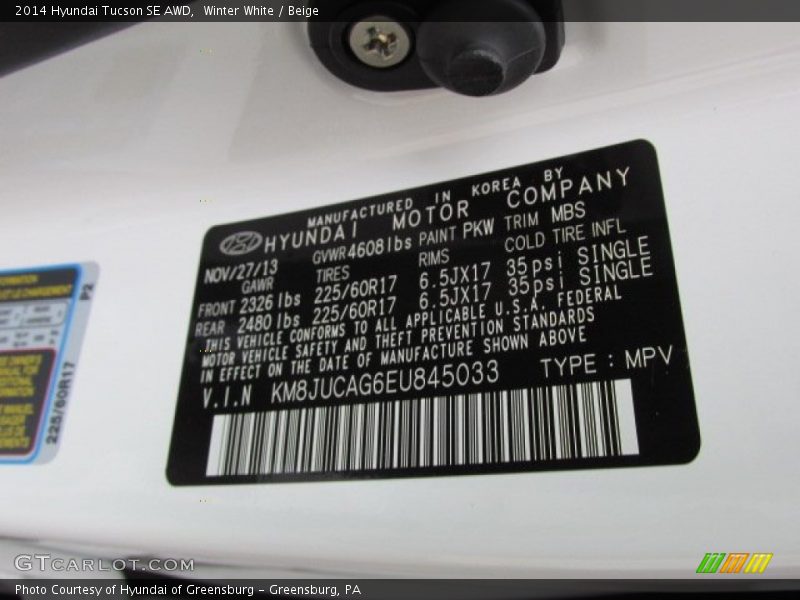 2014 Hyundai Tucson SE AWD, Winter White / Beige
MANUFACTURED IN KOREA BY
HYUNDAI MOTOR COMPANY
NOV/27/13 GVWR 4608 lbs PAINT PKW TRIM MBS
GAWR TIRES RIMS COLD TIRE INFL
FRONT 2326 lbs 225/60R17 6.5JX17 35psi SINGLE
REAR 2480 lbs 225/60R17 6.5JX17 35psi SINGLE
THIS VEHICLE CONFORMS TO ALL APPLICABLE U.S.A. FEDERAL
MOTOR VEHICLE SAFETY AND THEFT PREVENTION STANDARDS
IN EFFECT ON THE DATE OF MANUFACTURE SHOWN ABOVE
V.I.N KM8JUCAG6EU845033 TYPE : MPV
P2
225/60R17
GTCARLOT.COM
Photo Courtesy of Hyundai of Greensburg – Greensburg, PA